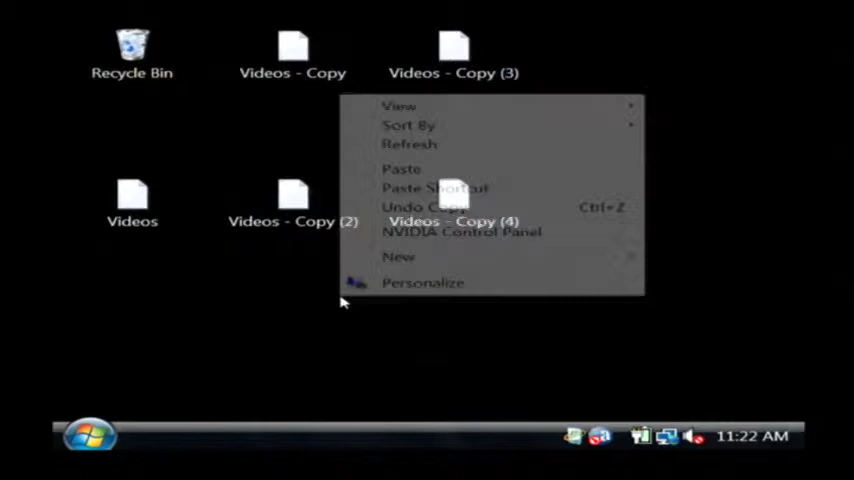 Recycle Bin
Videos - Copy
Videos - Copy (3)
View
Sort By
Refresh
Paste
Paste Shortcut
Undo Copy Ctrl+Z
Videos
Videos - Copy (2)
Videos - Copy (4)
NVIDIA Control Panel
New
Personalize
11:22 AM